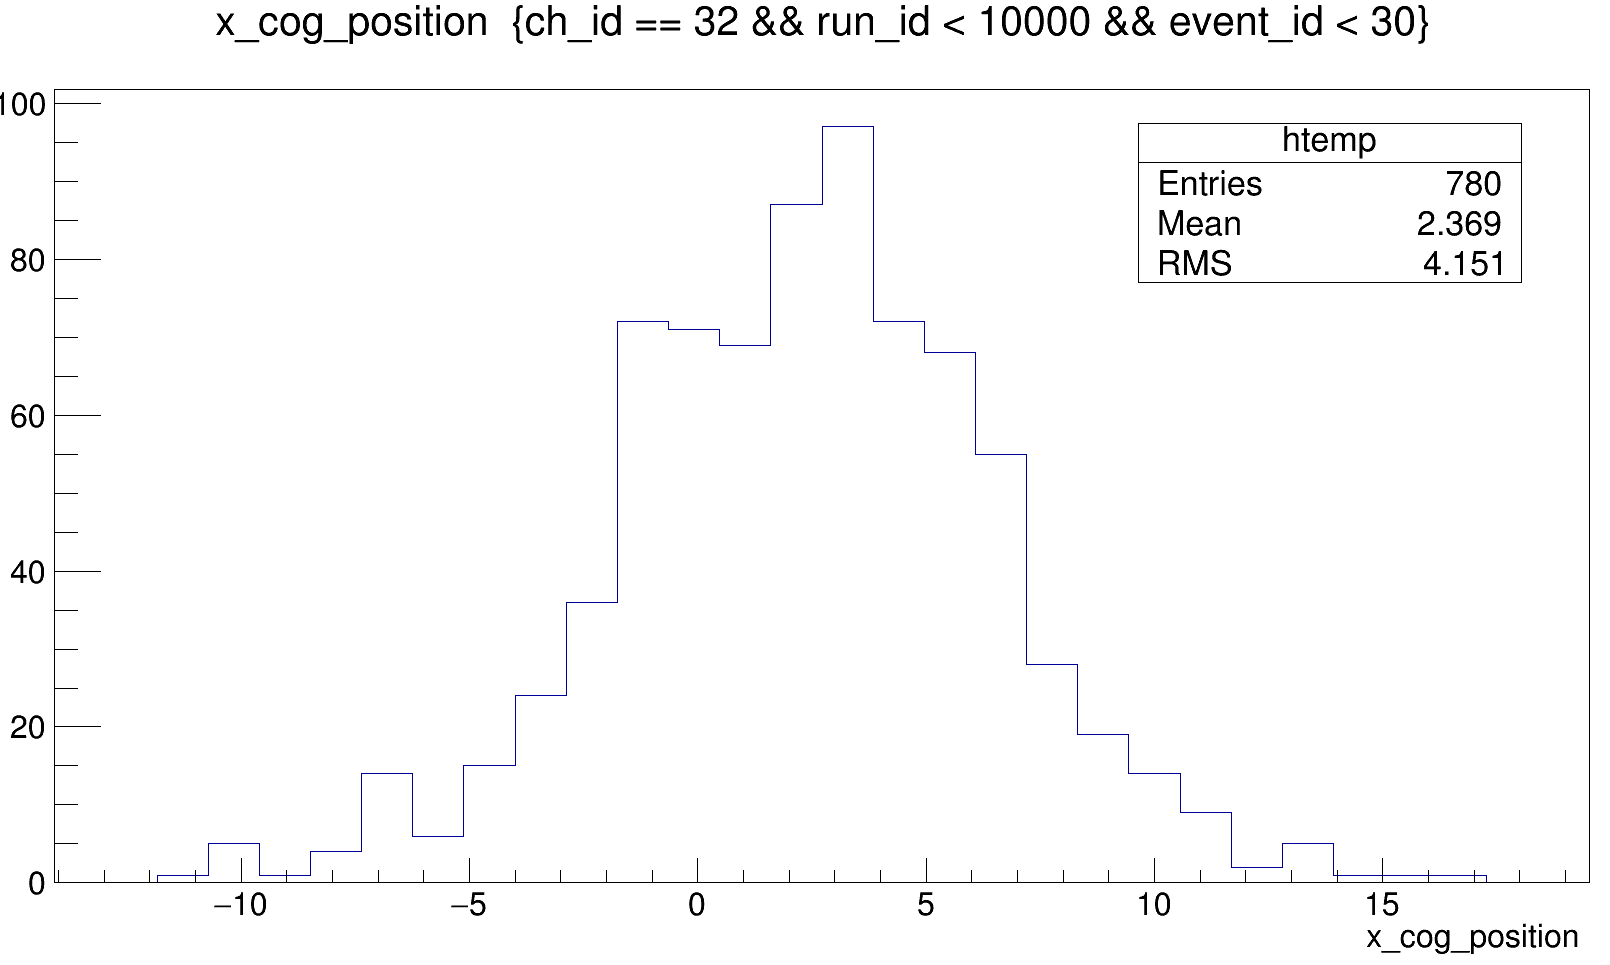 x_cog_position {ch_id == 32 && run_id < 10000 && event_id < 30}
htemp
Entries 780
Mean 2.369
RMS 4.151
100
80
60
40
20
0
−10 −5 0 5 10 15
x_cog_position